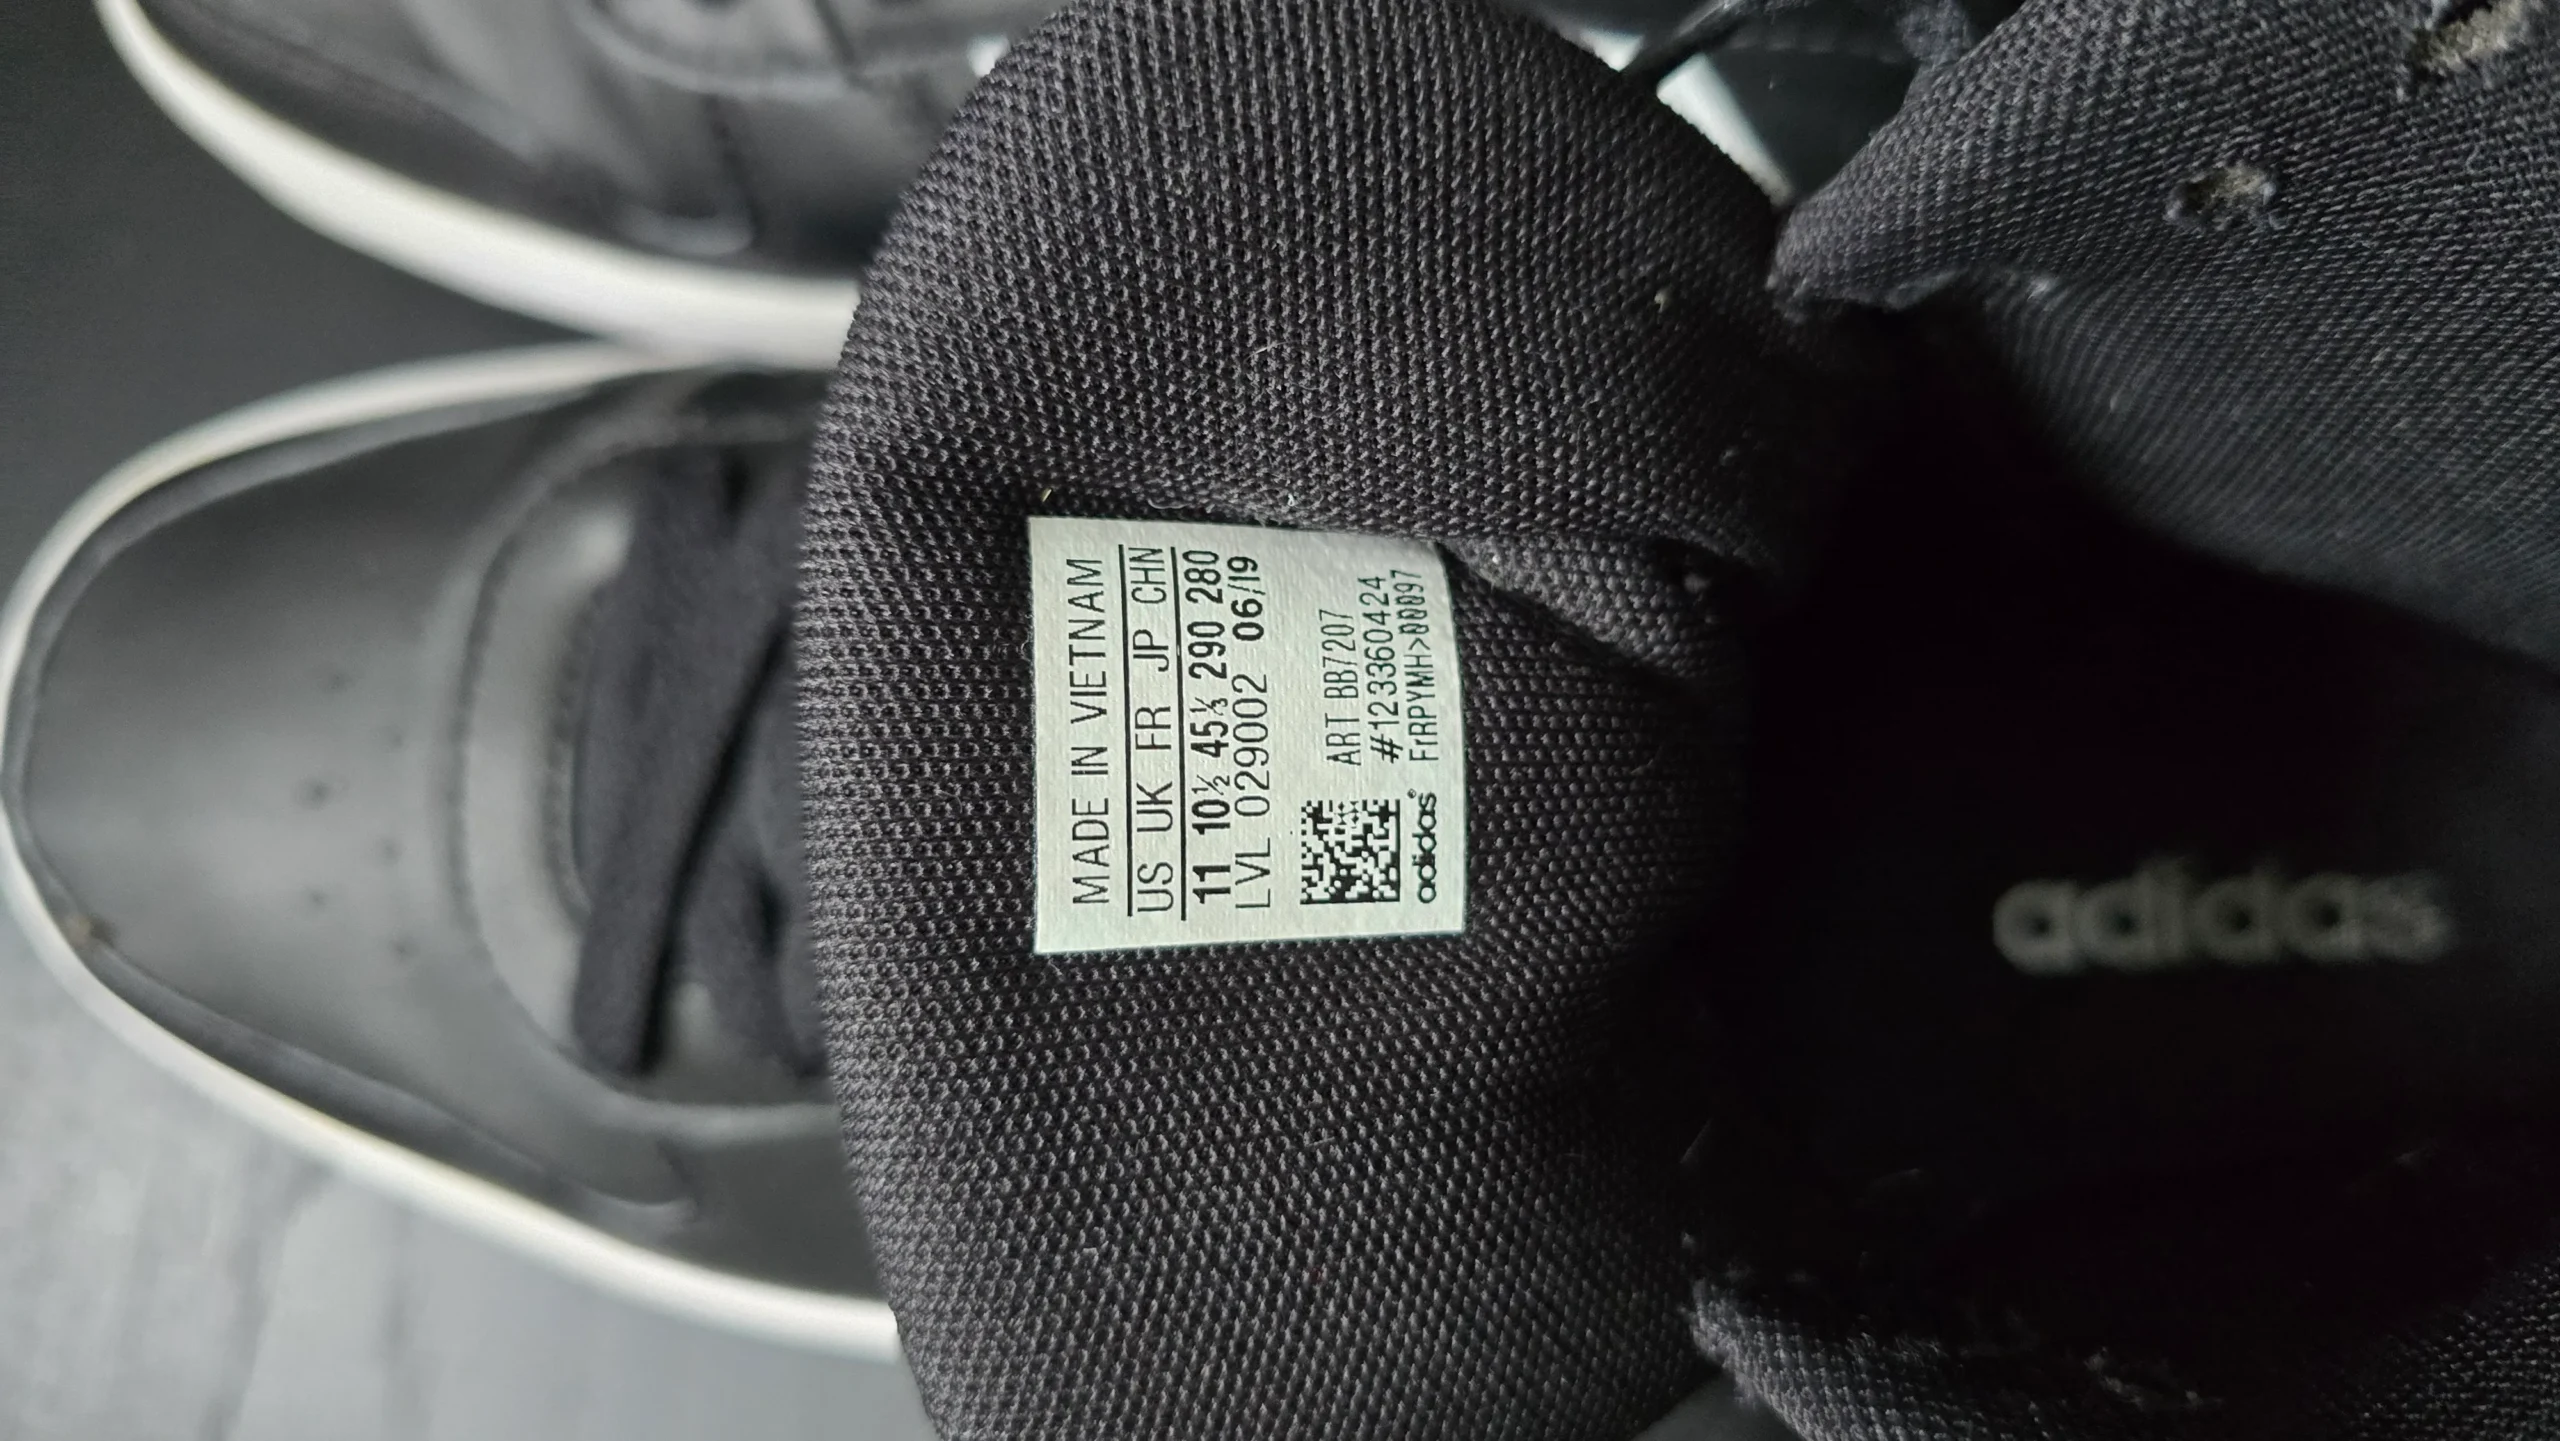 MADE IN VIETNAM
US UK FR JP CHN
11 10½ 45⅓ 290 280
LVL 029002 06/19
ART BB7207
#123360424
FrRPYMH>00097
adidas®
adidas